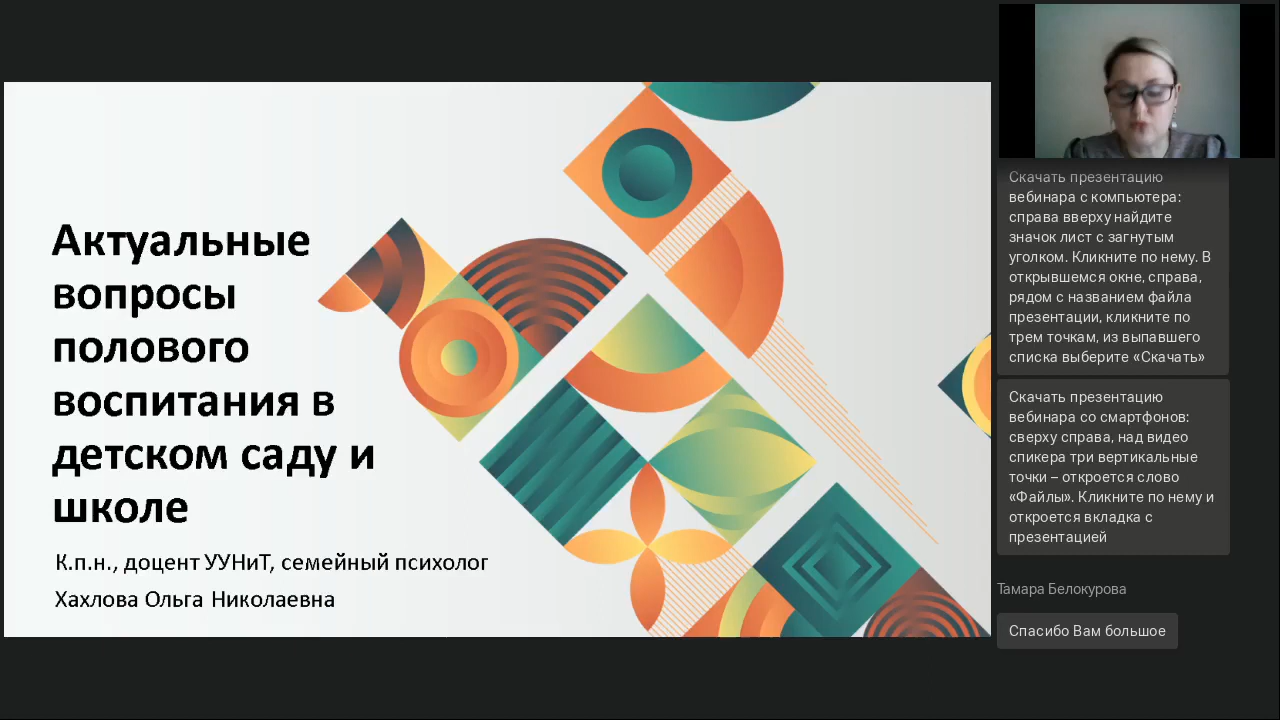 Актуальные
вопросы
полового
воспитания в
детском саду и
школе
К.п.н., доцент УУНиТ, семейный психолог
Хахлова Ольга Николаевна
Скачать презентацию
вебинара с компьютера:
справа вверху найдите
значок лист с загнутым
уголком. Кликните по нему. В
открывшемся окне, справа,
рядом с названием файла
презентации, кликните по
трем точкам, из выпавшего
списка выберите «Скачать»
Скачать презентацию
вебинара со смартфонов:
сверху справа, над видео
спикера три вертикальные
точки – откроется слово
«Файлы». Кликните по нему и
откроется вкладка с
презентацией
Тамара Белокурова
Спасибо Вам большое